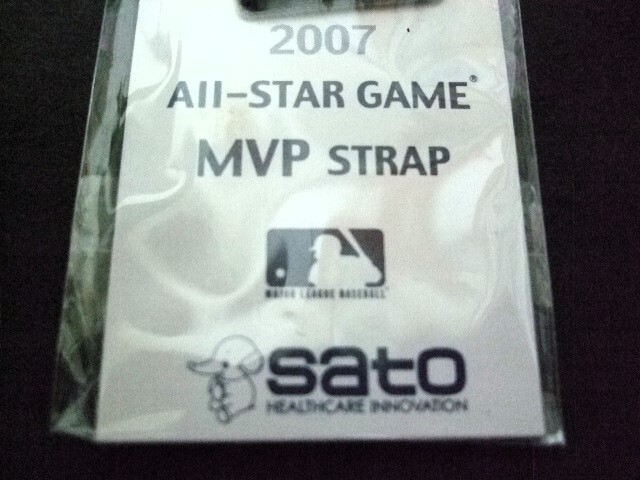 2007
All-STAR GAME®
MVP STRAP
MAJOR LEAGUE BASEBALL
sato
HEALTHCARE INNOVATION